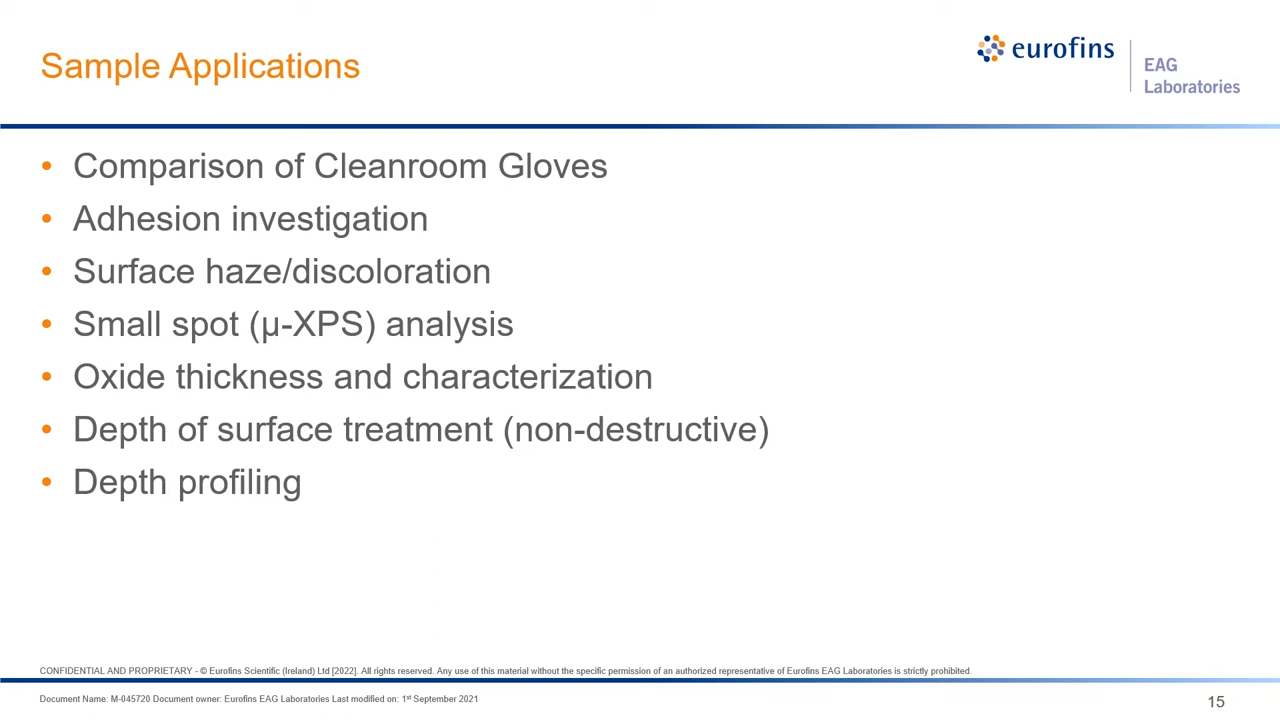 Sample Applications
eurofins
EAG
Laboratories
• Comparison of Cleanroom Gloves
• Adhesion investigation
• Surface haze/discoloration
• Small spot (µ-XPS) analysis
• Oxide thickness and characterization
• Depth of surface treatment (non-destructive)
• Depth profiling
CONFIDENTIAL AND PROPRIETARY - © Eurofins Scientific (Ireland) Ltd [2022]. All rights reserved. Any use of this material without the specific permission of an authorized representative of Eurofins EAG Laboratories is strictly prohibited.
Document Name: M-045720 Document owner: Eurofins EAG Laboratories Last modified on: 1st September 2021
15